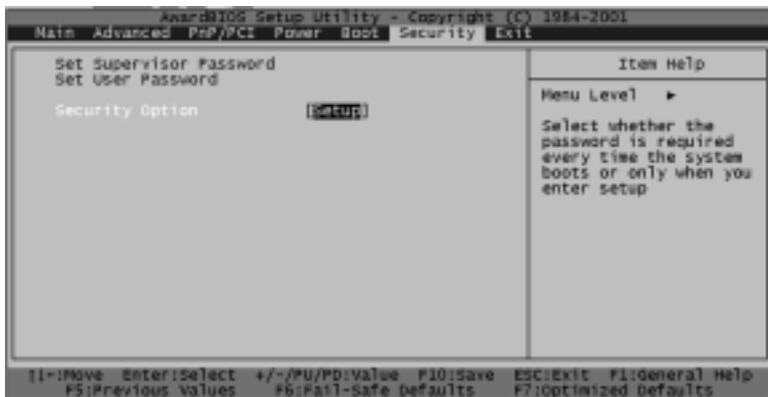 AwardBIOS Setup Utility - Copyright (C) 1984-2001
Main Advanced PnP/PCI Power Boot Security Exit
Set Supervisor Password
Set User Password
Security Option [Setup]
Item Help
Menu Level ►
Select whether the
password is required
every time the system
boots or only when you
enter setup
↑↓←:Move Enter:Select +/-/PU/PD:Value F10:Save ESC:Exit F1:General Help
F5:Previous Values F6:Fail-Safe Defaults F7:Optimized Defaults